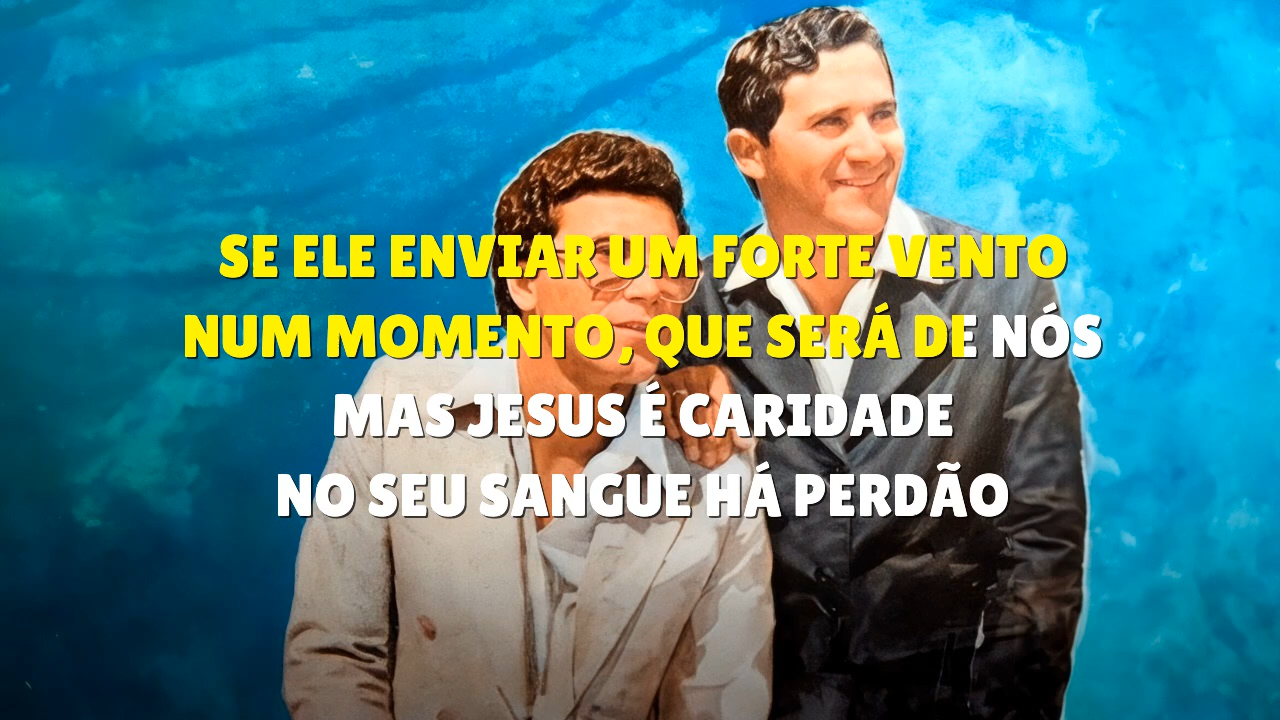 SE ELE ENVIAR UM FORTE VENTO
NUM MOMENTO, QUE SERÁ DE NÓS
MAS JESUS É CARIDADE
NO SEU SANGUE HÁ PERDÃO